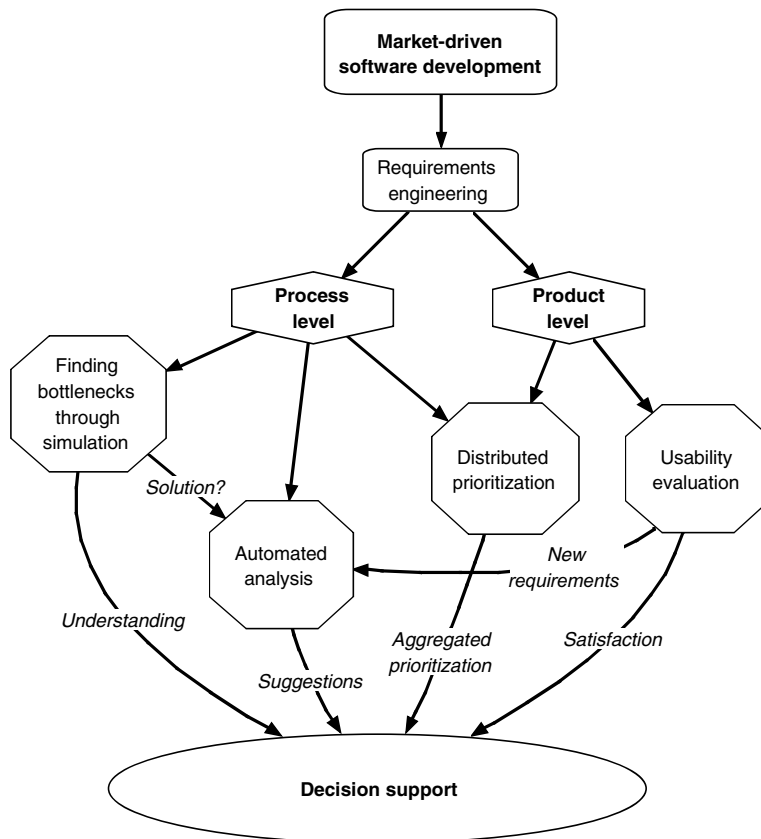 Market-driven
software development
Requirements
engineering
Process
level
Product
level
Finding
bottlenecks
through
simulation
Distributed
prioritization
Usability
evaluation
Solution?
Automated
analysis
New
requirements
Understanding
Aggregated
prioritization
Satisfaction
Suggestions
Decision support